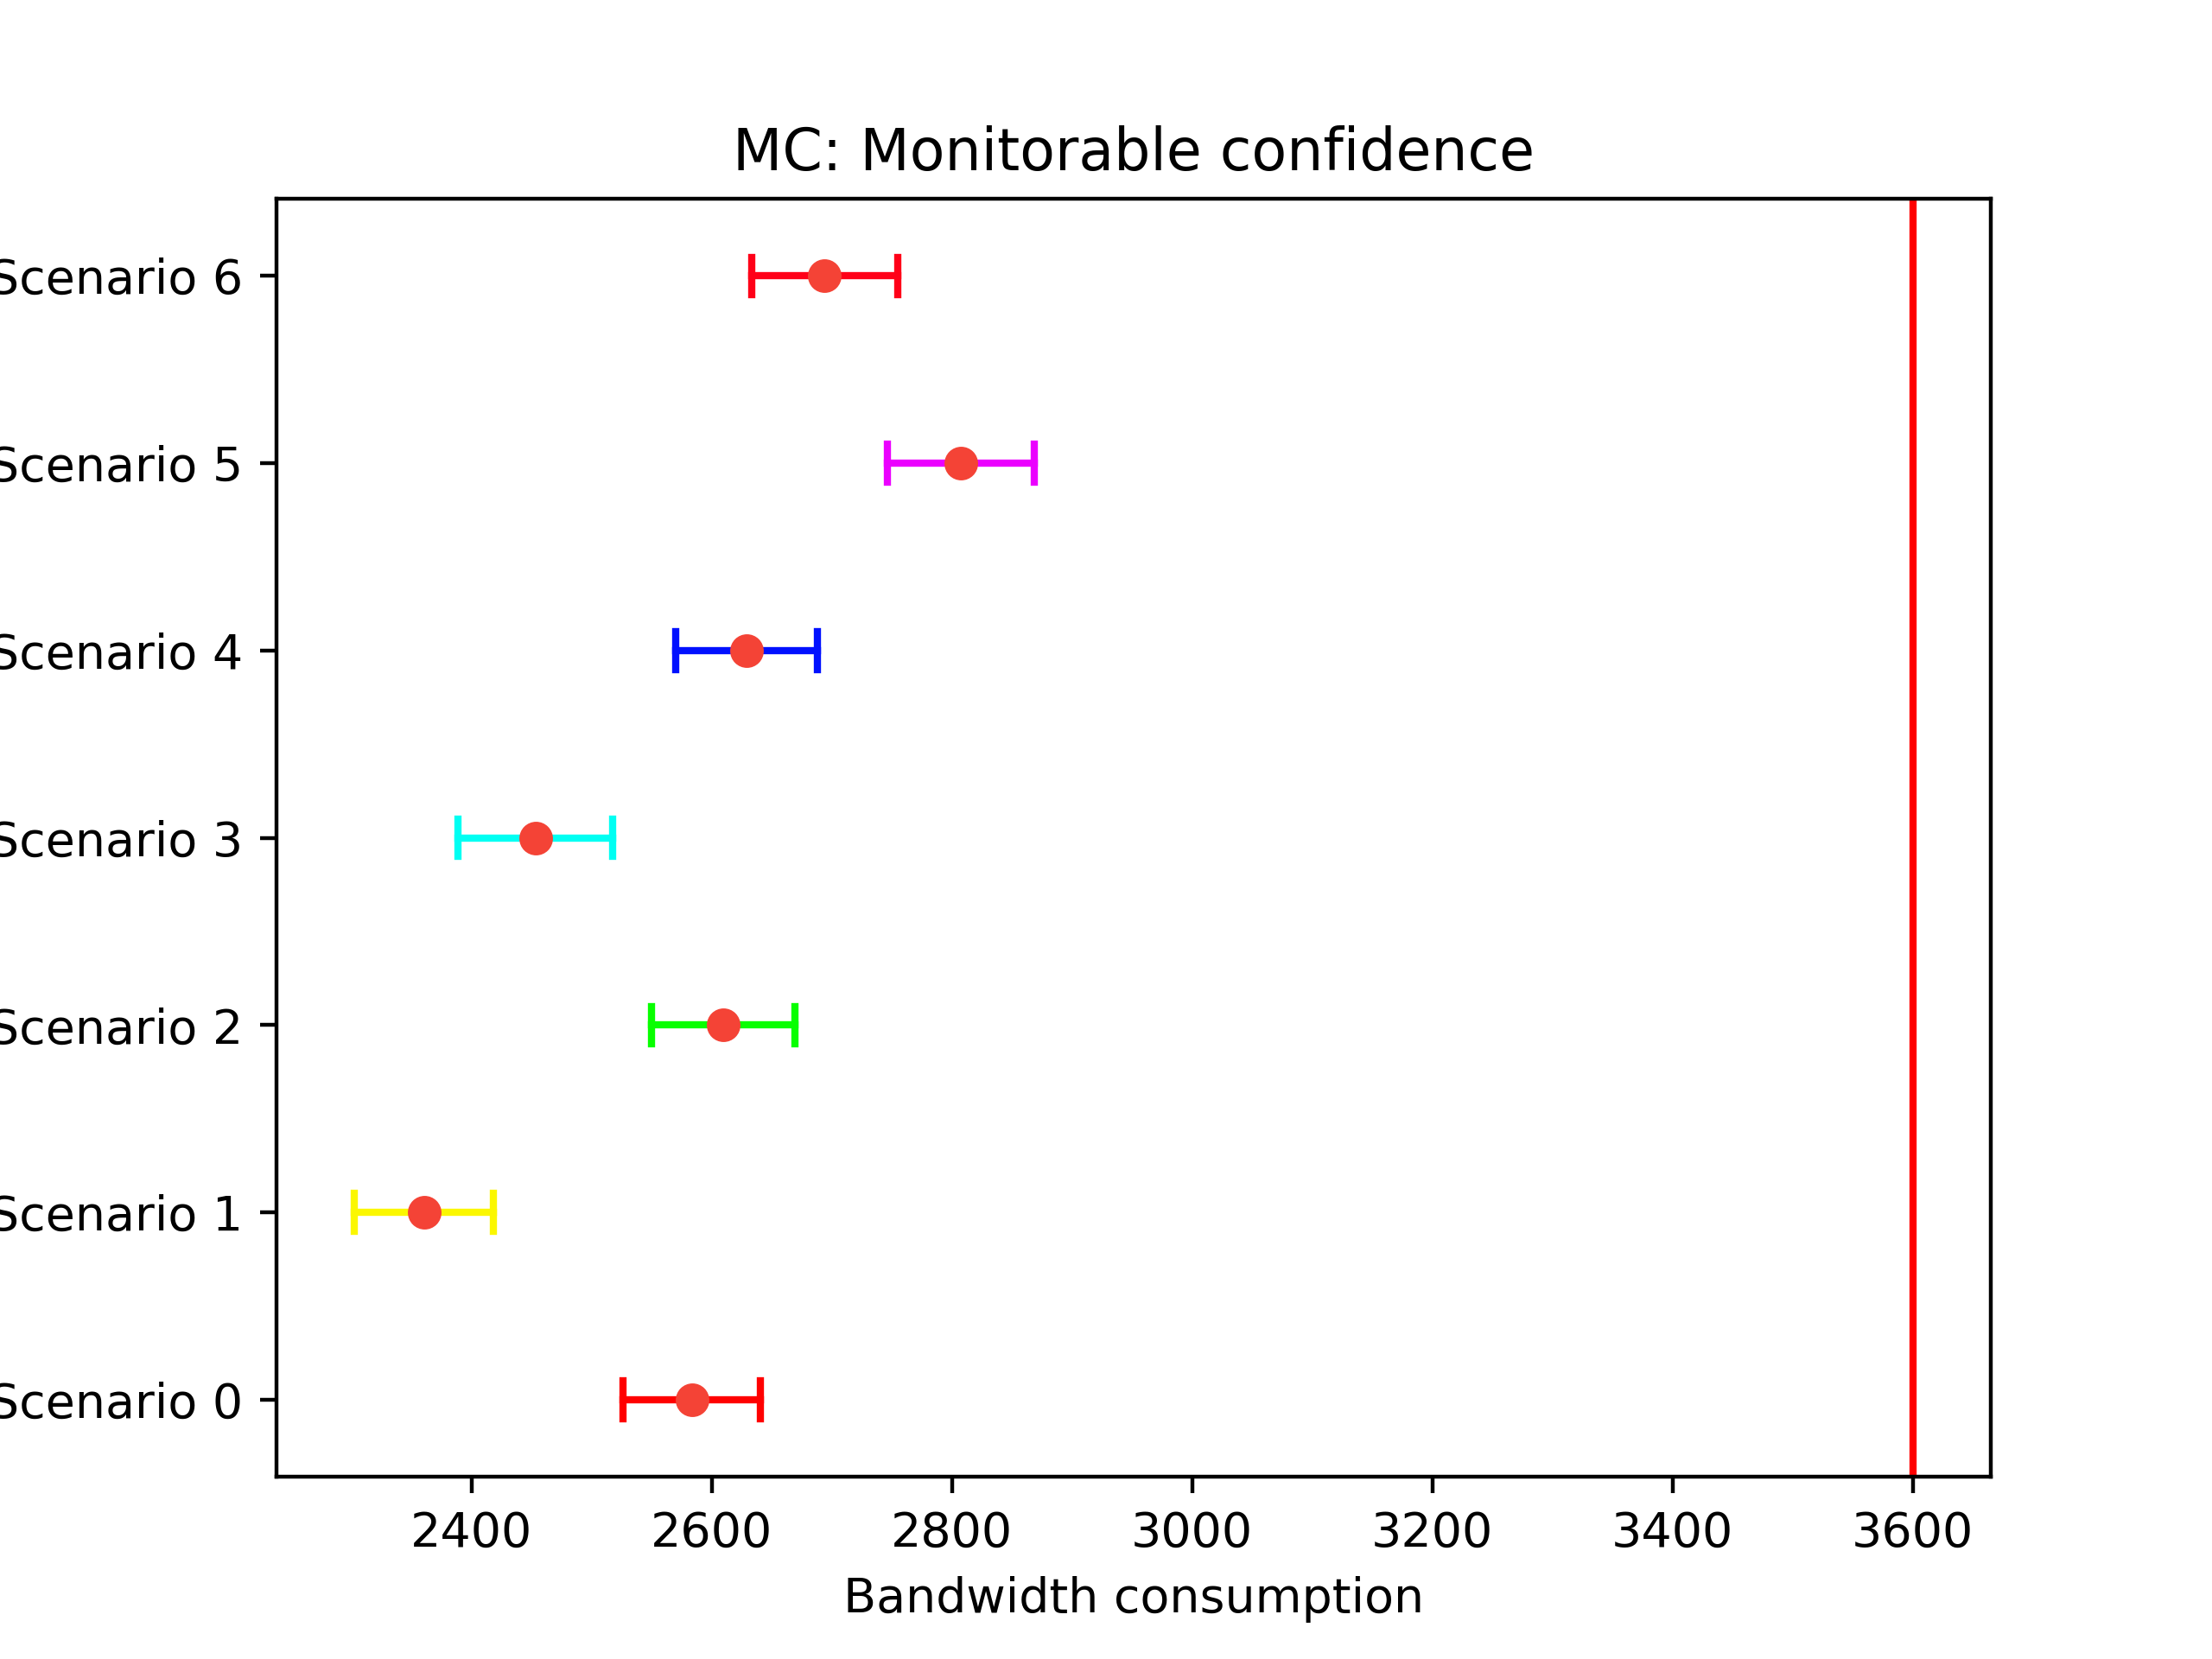 MC: Monitorable confidence
Scenario 6
Scenario 5
Scenario 4
Scenario 3
Scenario 2
Scenario 1
Scenario 0
2400 2600 2800 3000 3200 3400 3600
Bandwidth consumption